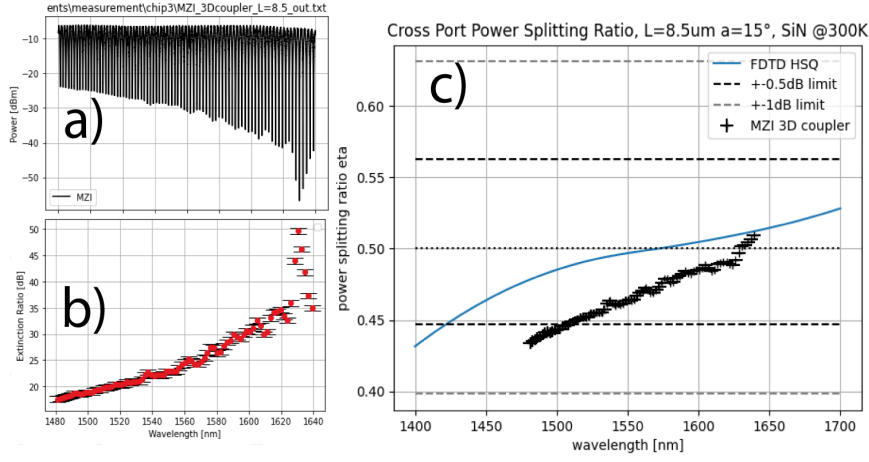 ents\measurement\chip3\MZI_3Dcoupler_L=8.5_out.txt
−10
−20
−30
−40
−50
Power [dBm]
a)
MZI
50
45
40
35
30
25
20
Extinction Ratio [dB]
b)
1480 1500 1520 1540 1560 1580 1600 1620 1640
Wavelength [nm]
Cross Port Power Splitting Ratio, L=8.5um a=15°, SiN @300K
c)
FDTD HSQ
+-0.5dB limit
+-1dB limit
MZI 3D coupler
0.60
0.55
0.50
0.45
0.40
power splitting ratio eta
1400 1450 1500 1550 1600 1650 1700
wavelength [nm]